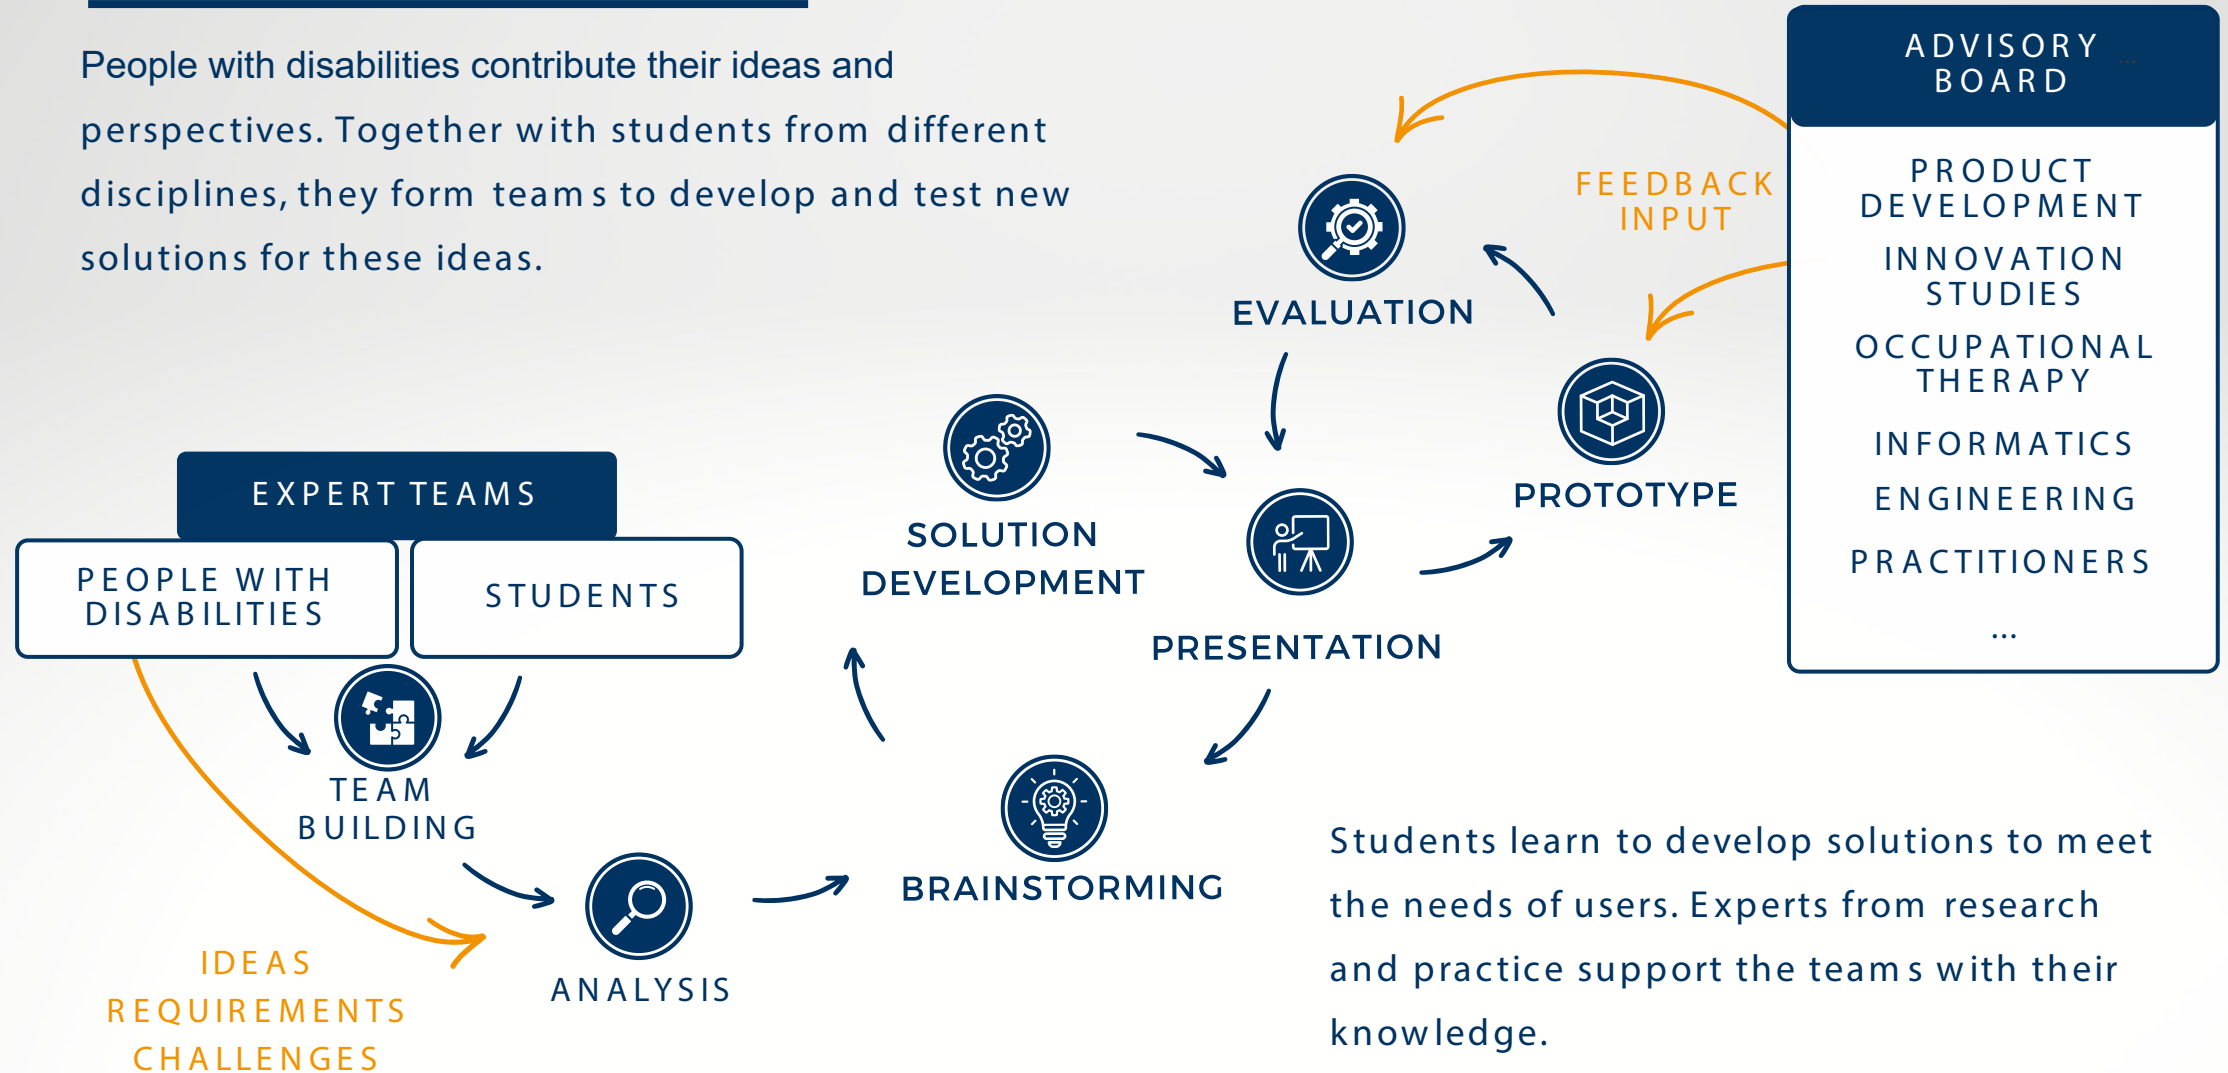 People with disabilities contribute their ideas and
perspectives. Together with students from different
disciplines, they form teams to develop and test new
solutions for these ideas.
ADVISORY ...
BOARD
PRODUCT
DEVELOPMENT
INNOVATION
STUDIES
OCCUPATIONAL
THERAPY
INFORMATICS
ENGINEERING
PRACTITIONERS
...
FEEDBACK
INPUT
EVALUATION
PROTOTYPE
SOLUTION
DEVELOPMENT
PRESENTATION
EXPERT TEAMS
PEOPLE WITH
DISABILITIES
STUDENTS
TEAM
BUILDING
ANALYSIS
BRAINSTORMING
IDEAS
REQUIREMENTS
CHALLENGES
Students learn to develop solutions to meet
the needs of users. Experts from research
and practice support the teams with their
knowledge.